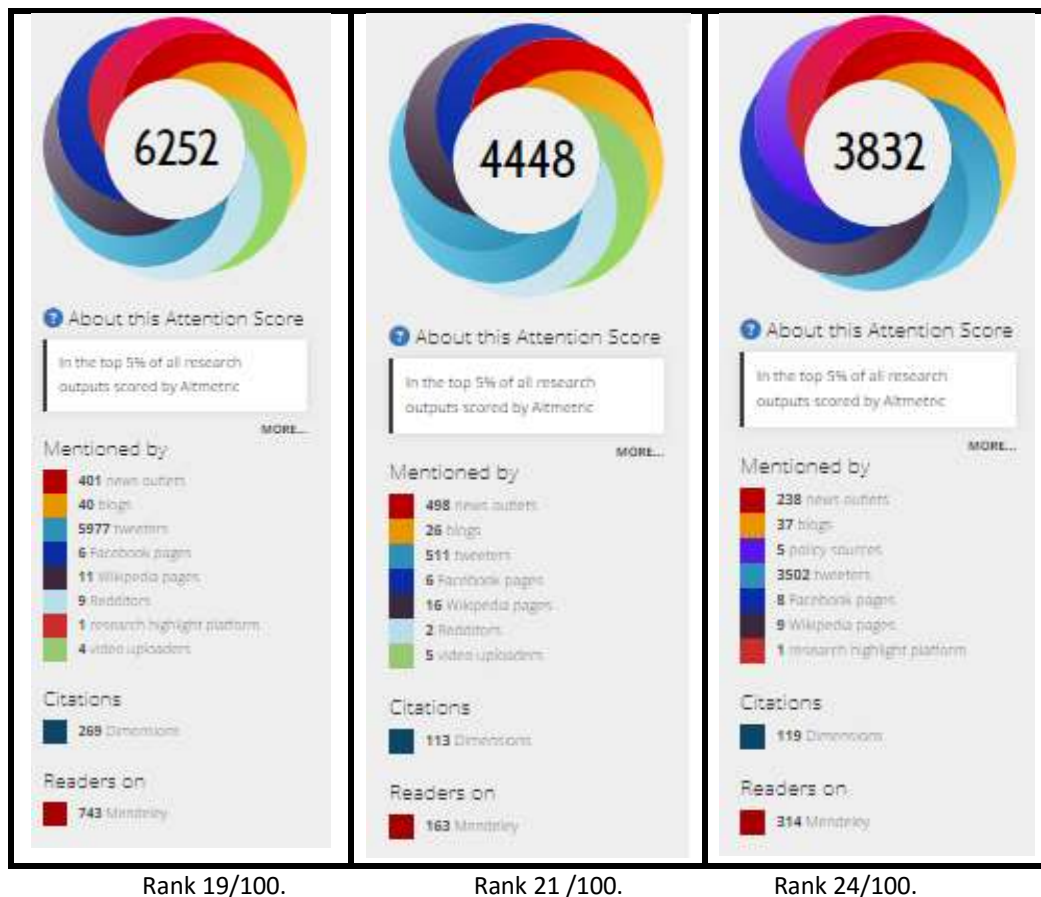 6252
About this Attention Score
In the top 5% of all research
outputs scored by Altmetric
MORE...
Mentioned by
401 news outlets
40 blogs
5977 tweeters
6 Facebook pages
11 Wikipedia pages
9 Redditors
1 research highlight platform
4 video uploaders
Citations
269 Dimensions
Readers on
743 Mendeley
Rank 19/100.
4448
About this Attention Score
In the top 5% of all research
outputs scored by Altmetric
MORE...
Mentioned by
498 news outlets
26 blogs
511 tweeters
6 Facebook pages
16 Wikipedia pages
2 Redditors
5 video uploaders
Citations
113 Dimensions
Readers on
163 Mendeley
Rank 21 /100.
3832
About this Attention Score
In the top 5% of all research
outputs scored by Altmetric
MORE...
Mentioned by
238 news outlets
37 blogs
5 policy sources
3502 tweeters
8 Facebook pages
9 Wikipedia pages
1 research highlight platform
Citations
119 Dimensions
Readers on
314 Mendeley
Rank 24/100.